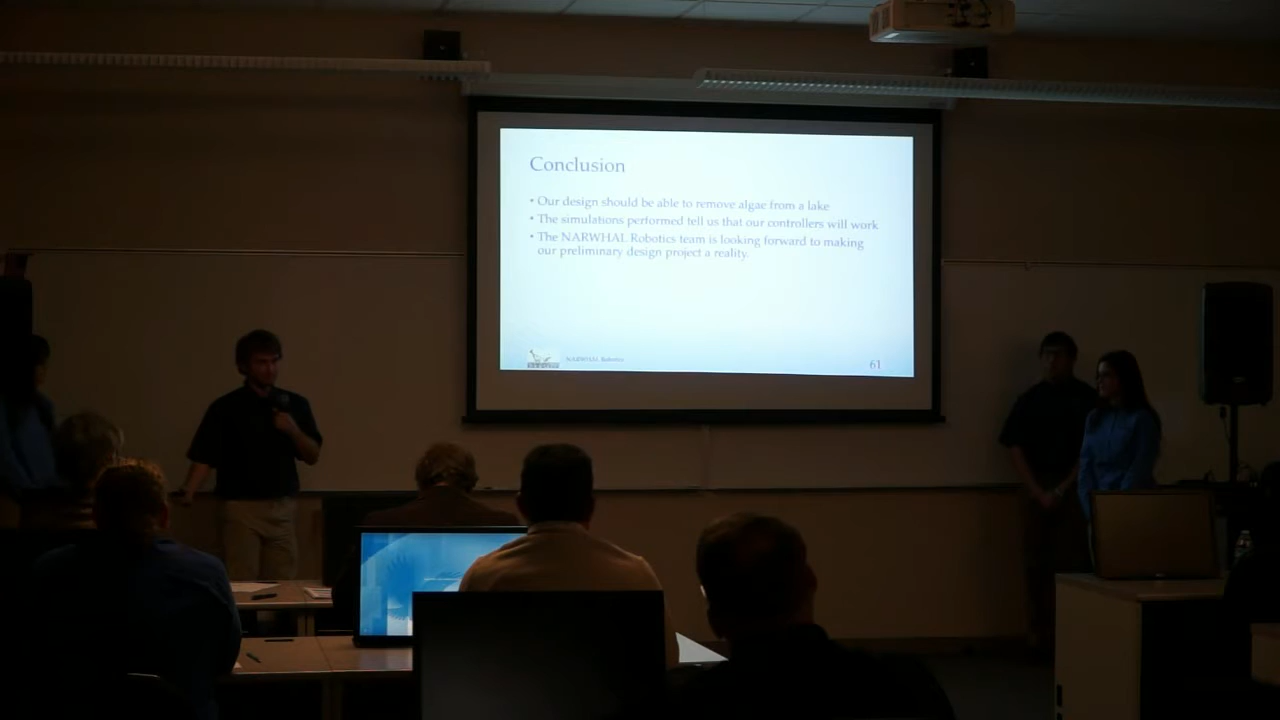 Conclusion
• Our design should be able to remove algae from a lake
• The simulations performed tell us that our controllers will work
• The NARWHAL Robotics team is looking forward to making
our preliminary design project a reality.
NARWHAL Robotics
61